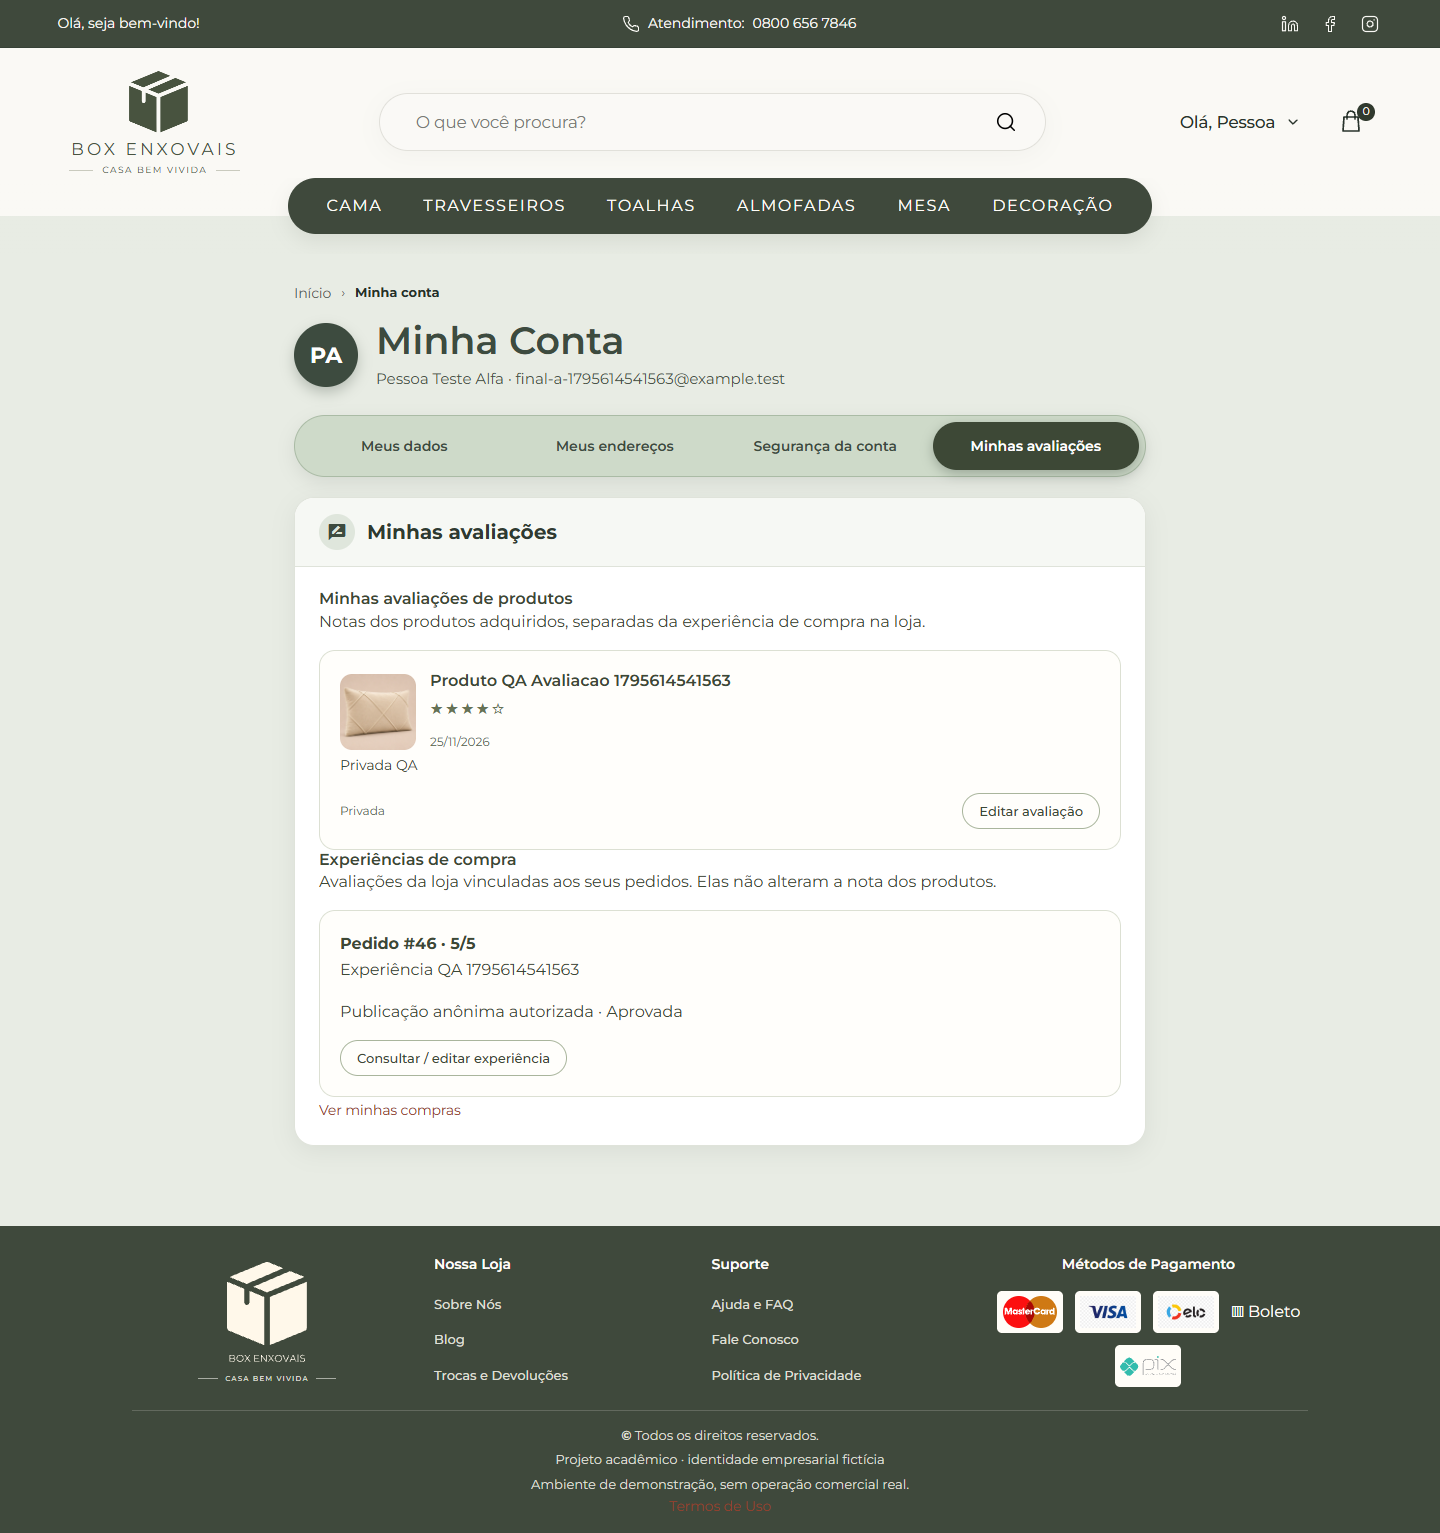 Olá, seja bem-vindo!
Atendimento: 0800 656 7846
BOX ENXOVAIS
CASA BEM VIVIDA
O que você procura?
Olá, Pessoa
0
CAMA TRAVESSEIROS TOALHAS ALMOFADAS MESA DECORAÇÃO
Início › Minha conta
PA
Minha Conta
Pessoa Teste Alfa · final-a-1795614541563@example.test
Meus dados Meus endereços Segurança da conta Minhas avaliações
Minhas avaliações
Minhas avaliações de produtos
Notas dos produtos adquiridos, separadas da experiência de compra na loja.
Produto QA Avaliacao 1795614541563
★★★★☆
25/11/2026
Privada QA
Privada
Editar avaliação
Experiências de compra
Avaliações da loja vinculadas aos seus pedidos. Elas não alteram a nota dos produtos.
Pedido #46 · 5/5
Experiência QA 1795614541563
Publicação anônima autorizada · Aprovada
Consultar / editar experiência
Ver minhas compras
BOX ENXOVAIS
CASA BEM VIVIDA
Nossa Loja
Sobre Nós
Blog
Trocas e Devoluções
Suporte
Ajuda e FAQ
Fale Conosco
Política de Privacidade
Métodos de Pagamento
MasterCard VISA elo Boleto
pix
© Todos os direitos reservados.
Projeto acadêmico · identidade empresarial fictícia
Ambiente de demonstração, sem operação comercial real.
Termos de Uso